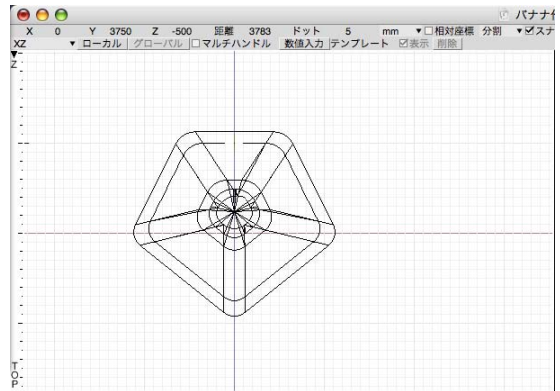 バナナ
X 0 Y 3750 Z -500 距離 3783 ドット 5 mm ▼ □相対座標 分割 ▼ ☑スナ
XZ ▼ ローカル グローバル □マルチハンドル 数値入力 テンプレート ☑表示 削除
Z
TOP